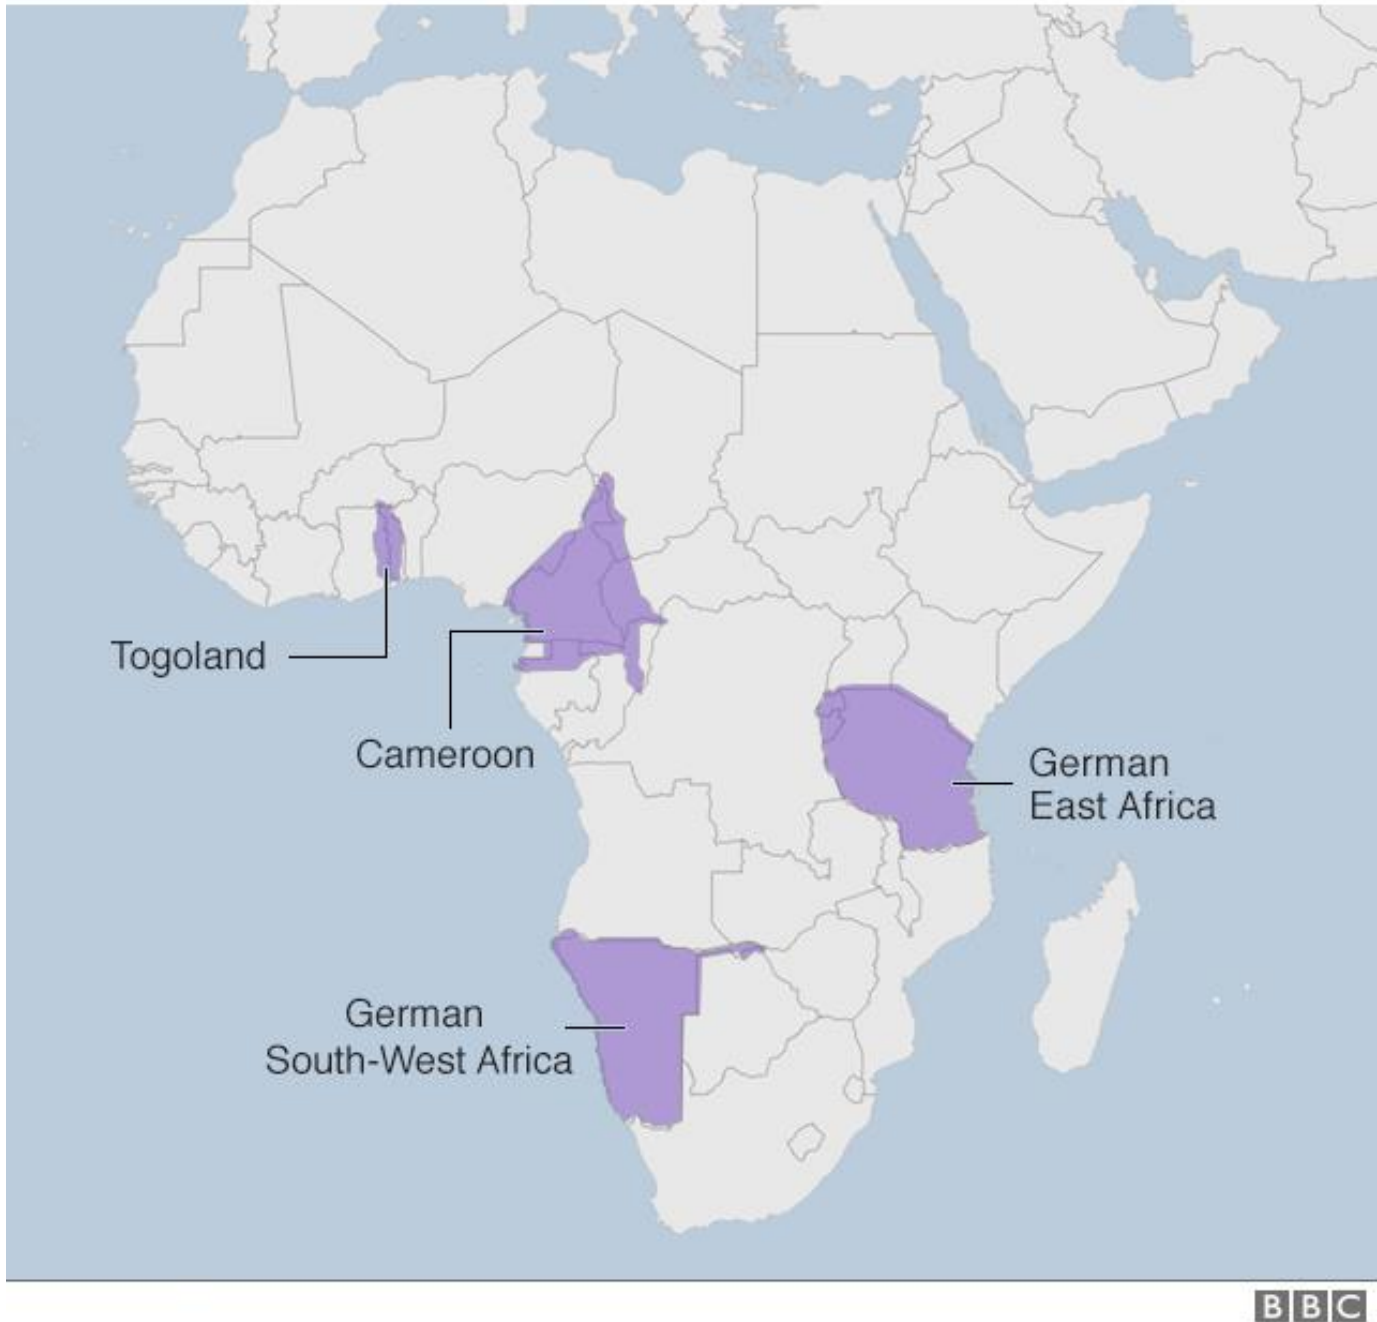 Togoland
Cameroon
German
East Africa
German
South-West Africa
BBC